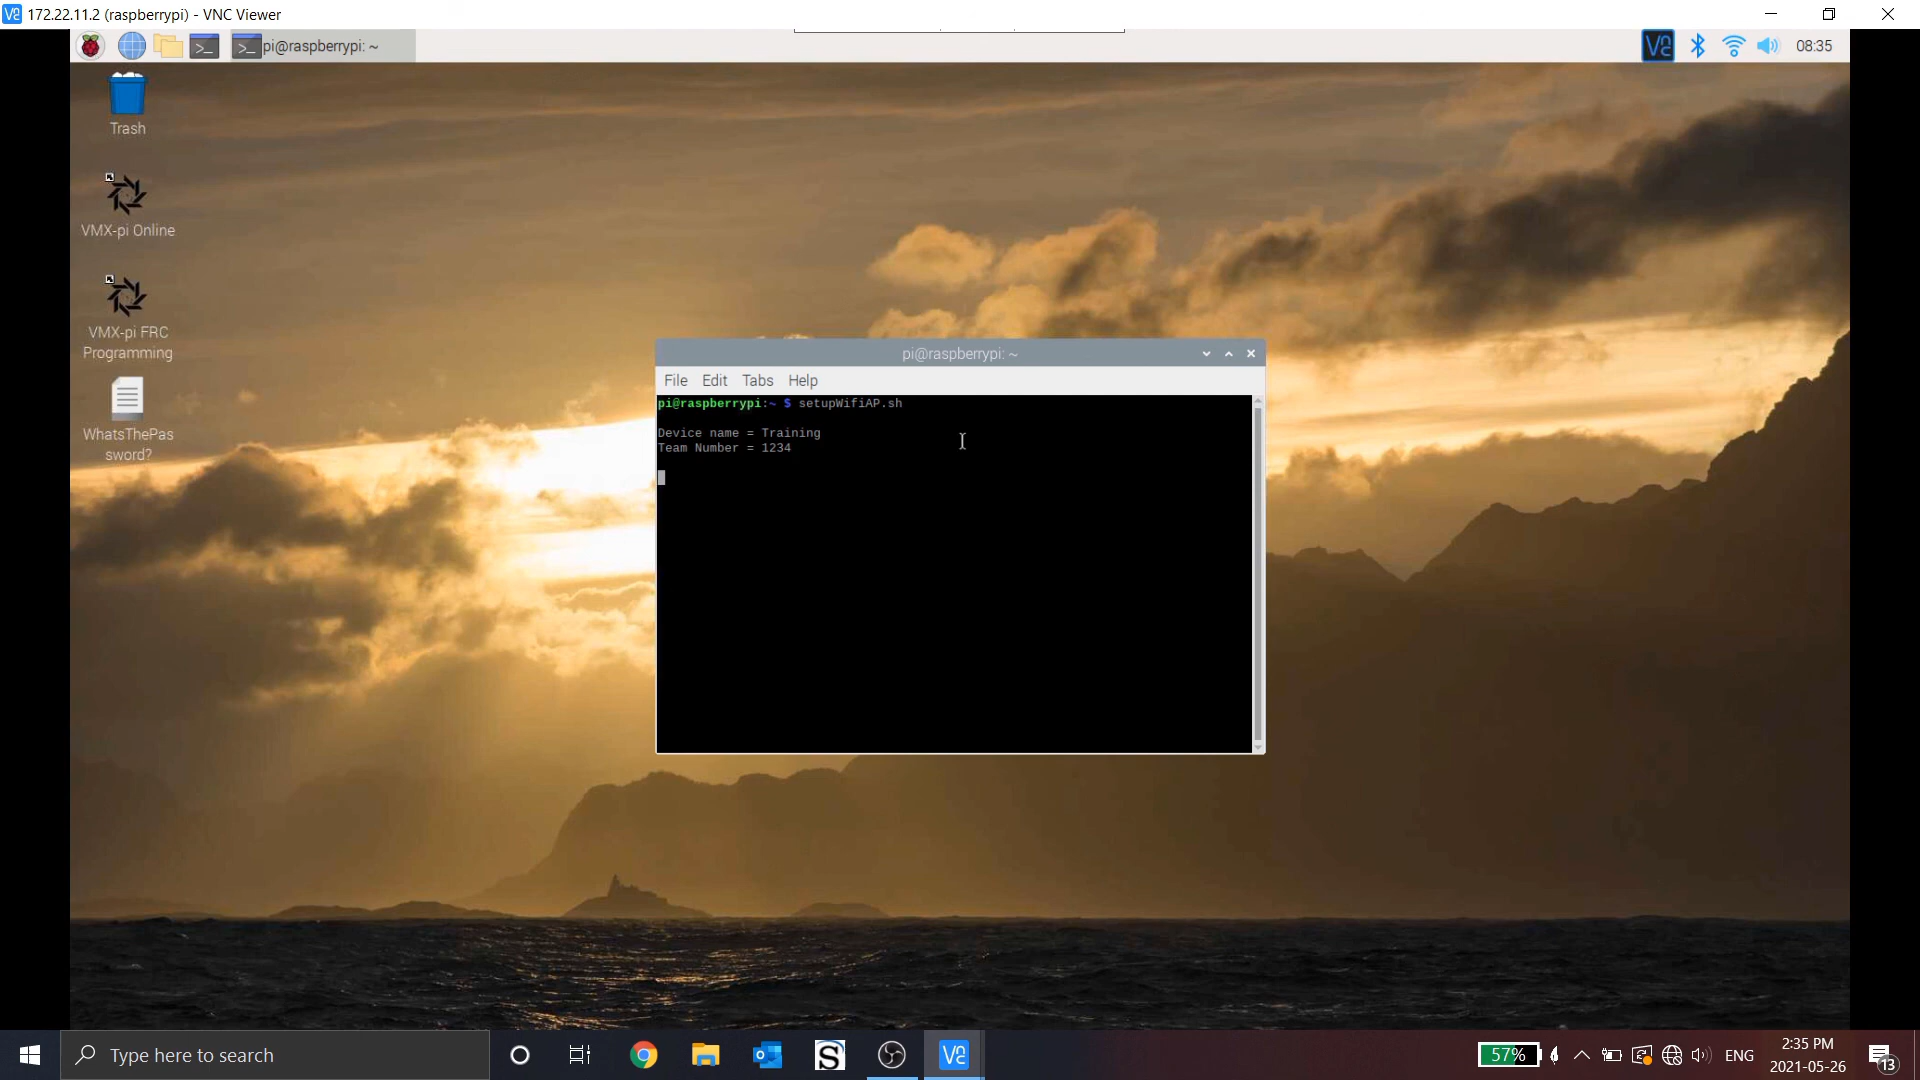 172.22.11.2 (raspberrypi) - VNC Viewer
pi@raspberrypi: ~
08:35
Trash
VMX-pi Online
VMX-pi FRC
Programming
WhatsThePas
sword?
pi@raspberrypi: ~
File Edit Tabs Help
pi@raspberrypi:~ $ setupWifiAP.sh
Device name = Training
Team Number = 1234
Type here to search
57%
ENG
2:35 PM
2021-05-26
13